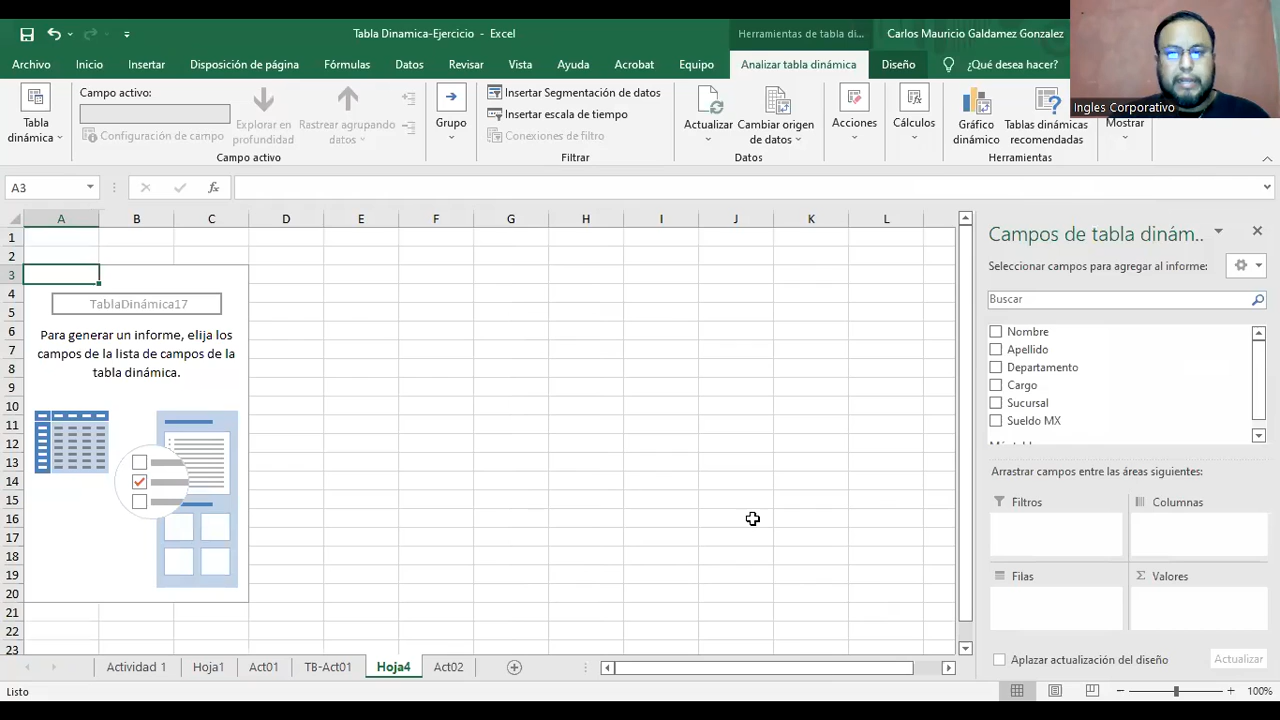 Tabla Dinamica-Ejercicio - Excel
Herramientas de tabla di...
Carlos Mauricio Galdamez Gonzalez
Archivo Inicio Insertar Disposición de página Fórmulas Datos Revisar Vista Ayuda Acrobat Equipo Analizar tabla dinámica Diseño ¿Qué desea hacer?
Ingles Corporativo
Tabla dinámica
Campo activo:
Configuración de campo
Explorar en profundidad
Rastrear agrupando datos
Campo activo
Grupo
Insertar Segmentación de datos
Insertar escala de tiempo
Conexiones de filtro
Filtrar
Actualizar
Cambiar origen de datos
Datos
Acciones
Cálculos
Gráfico dinámico
Tablas dinámicas recomendadas
Herramientas
Mostrar
A3
fx
A B C D E F G H I J K L
1
2
3
4
5
6
7
8
9
10
11
12
13
14
15
16
17
18
19
20
21
22
23
TablaDinámica17
Para generar un informe, elija los
campos de la lista de campos de la
tabla dinámica.
Campos de tabla dinám..
Seleccionar campos para agregar al informe:
Buscar
Nombre
Apellido
Departamento
Cargo
Sucursal
Sueldo MX
Arrastrar campos entre las áreas siguientes:
Filtros
Columnas
Filas
Σ Valores
Aplazar actualización del diseño
Actualizar
Actividad 1 Hoja1 Act01 TB-Act01 Hoja4 Act02
Listo
100%